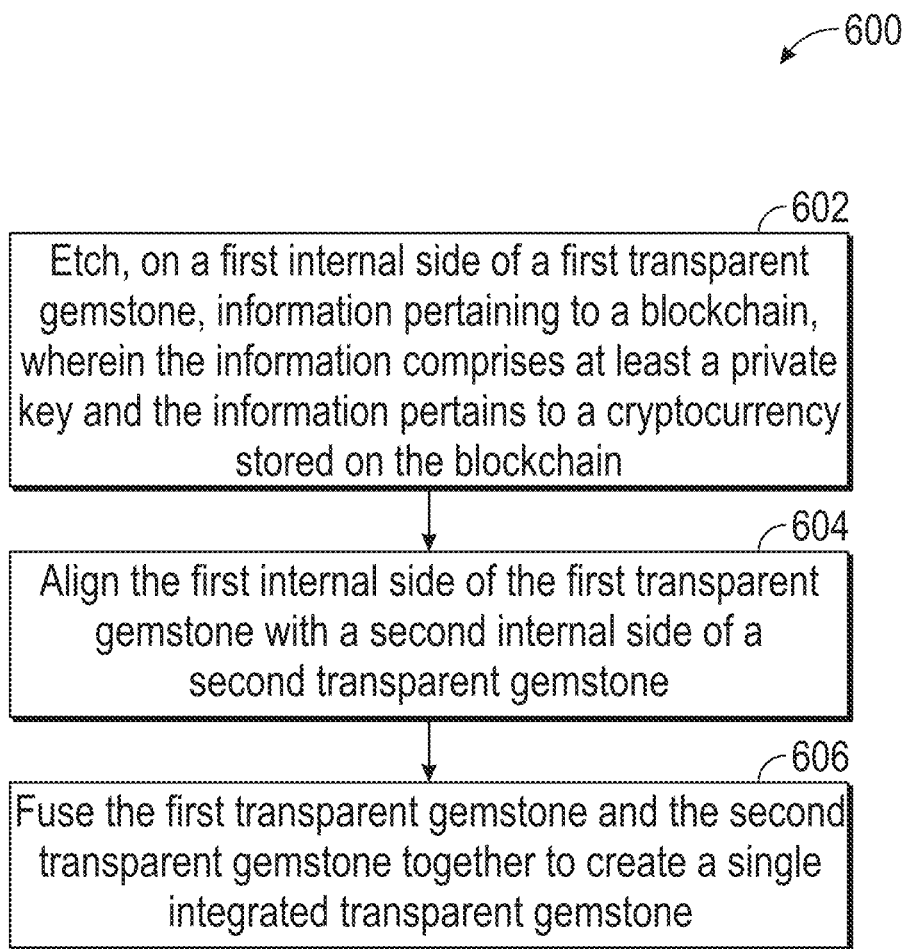 600
602
Etch, on a first internal side of a first transparent
gemstone, information pertaining to a blockchain,
wherein the information comprises at least a private
key and the information pertains to a cryptocurrency
stored on the blockchain
604
Align the first internal side of the first transparent
gemstone with a second internal side of a
second transparent gemstone
606
Fuse the first transparent gemstone and the second
transparent gemstone together to create a single
integrated transparent gemstone